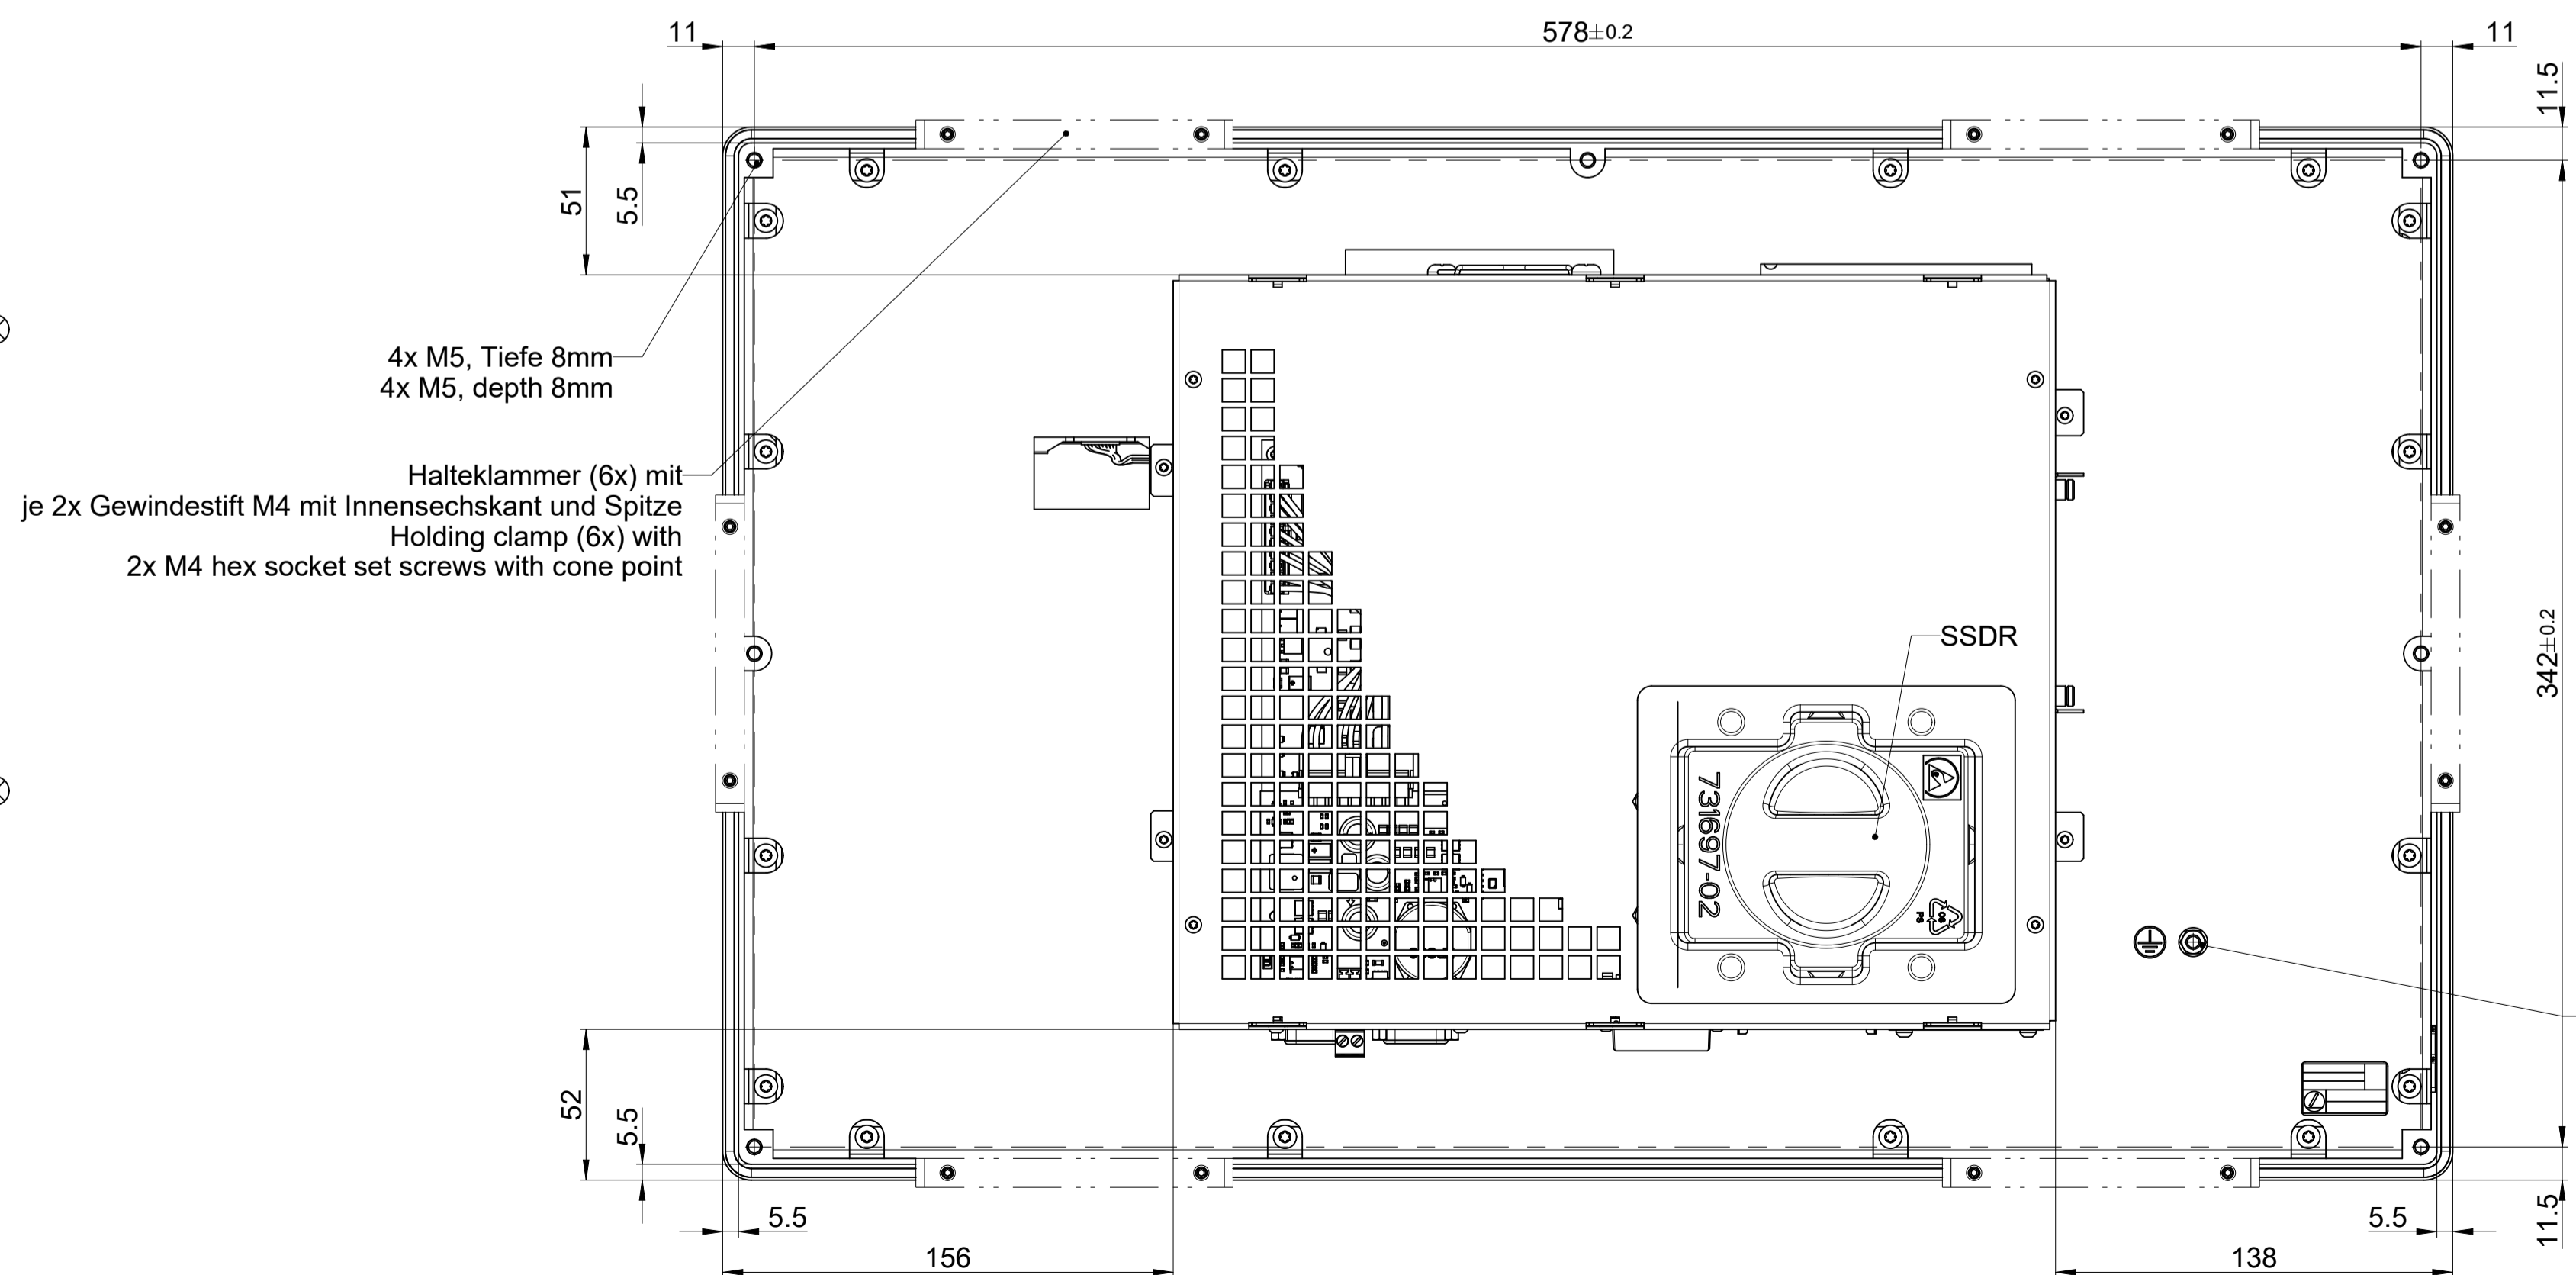 11
578±0.2
11
11.5
51
5.5
4x M5, Tiefe 8mm
4x M5, depth 8mm
Halteklammer (6x) mit
je 2x Gewindestift M4 mit Innensechskant und Spitze
Holding clamp (6x) with
2x M4 hex socket set screws with cone point
SSDR
342±0.2
731697-02
06
PS
52
5.5
5.5
156
5.5
138
11.5